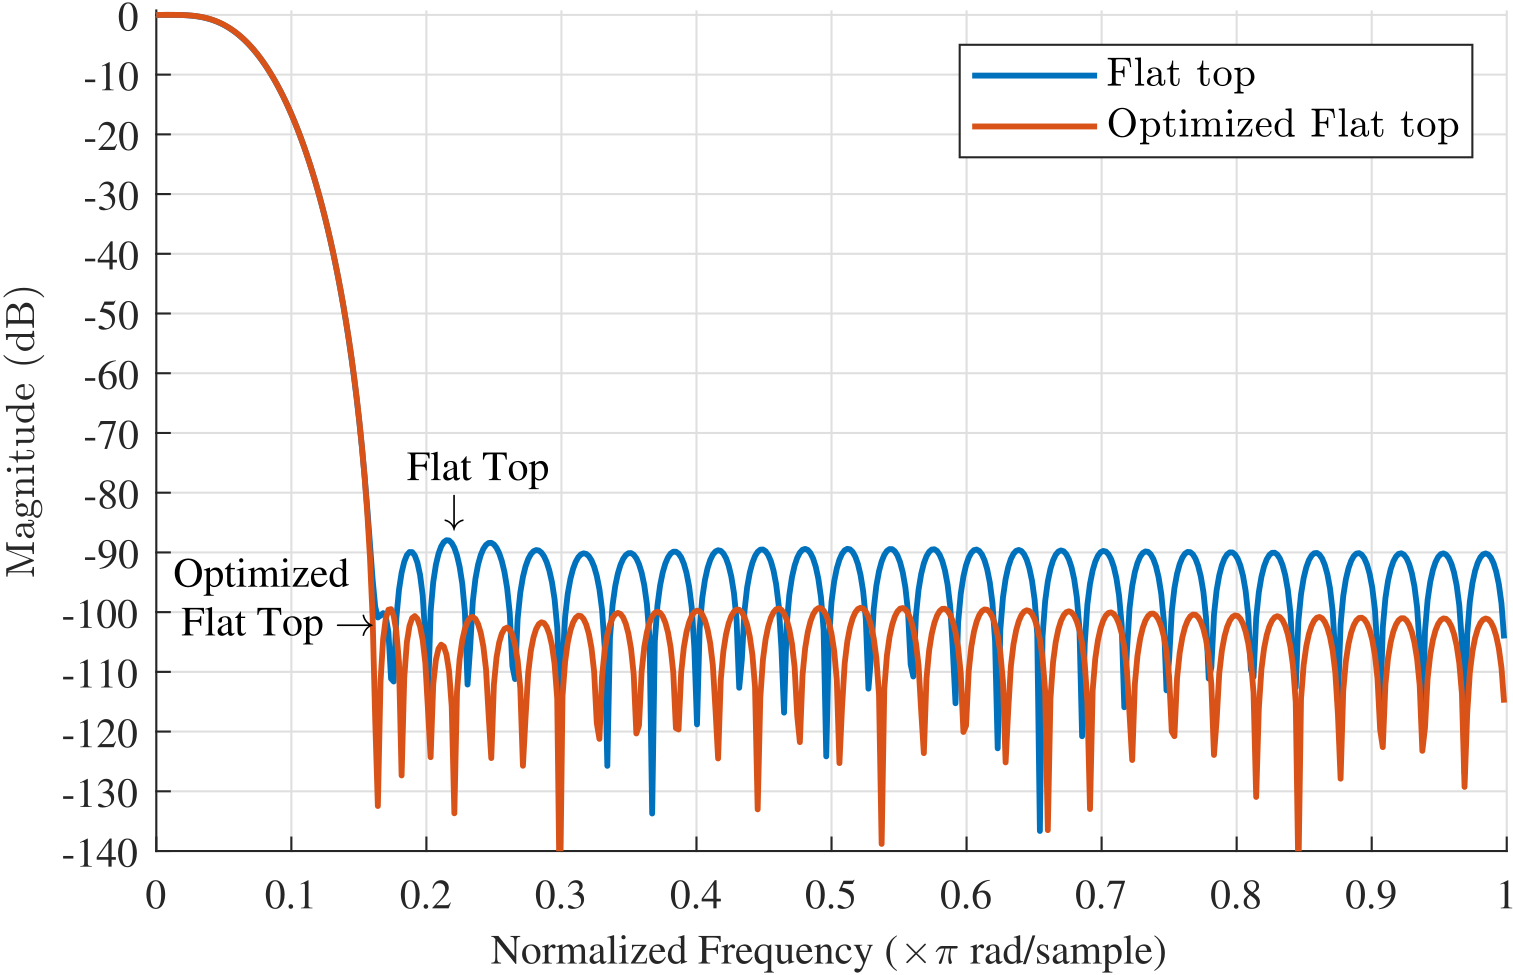 0
-10
-20
-30
-40
-50
-60
-70
-80
-90
-100
-110
-120
-130
-140
Magnitude (dB)
Flat top
Optimized Flat top
Flat Top
Optimized
Flat Top
0 0.1 0.2 0.3 0.4 0.5 0.6 0.7 0.8 0.9 1
Normalized Frequency (×π rad/sample)